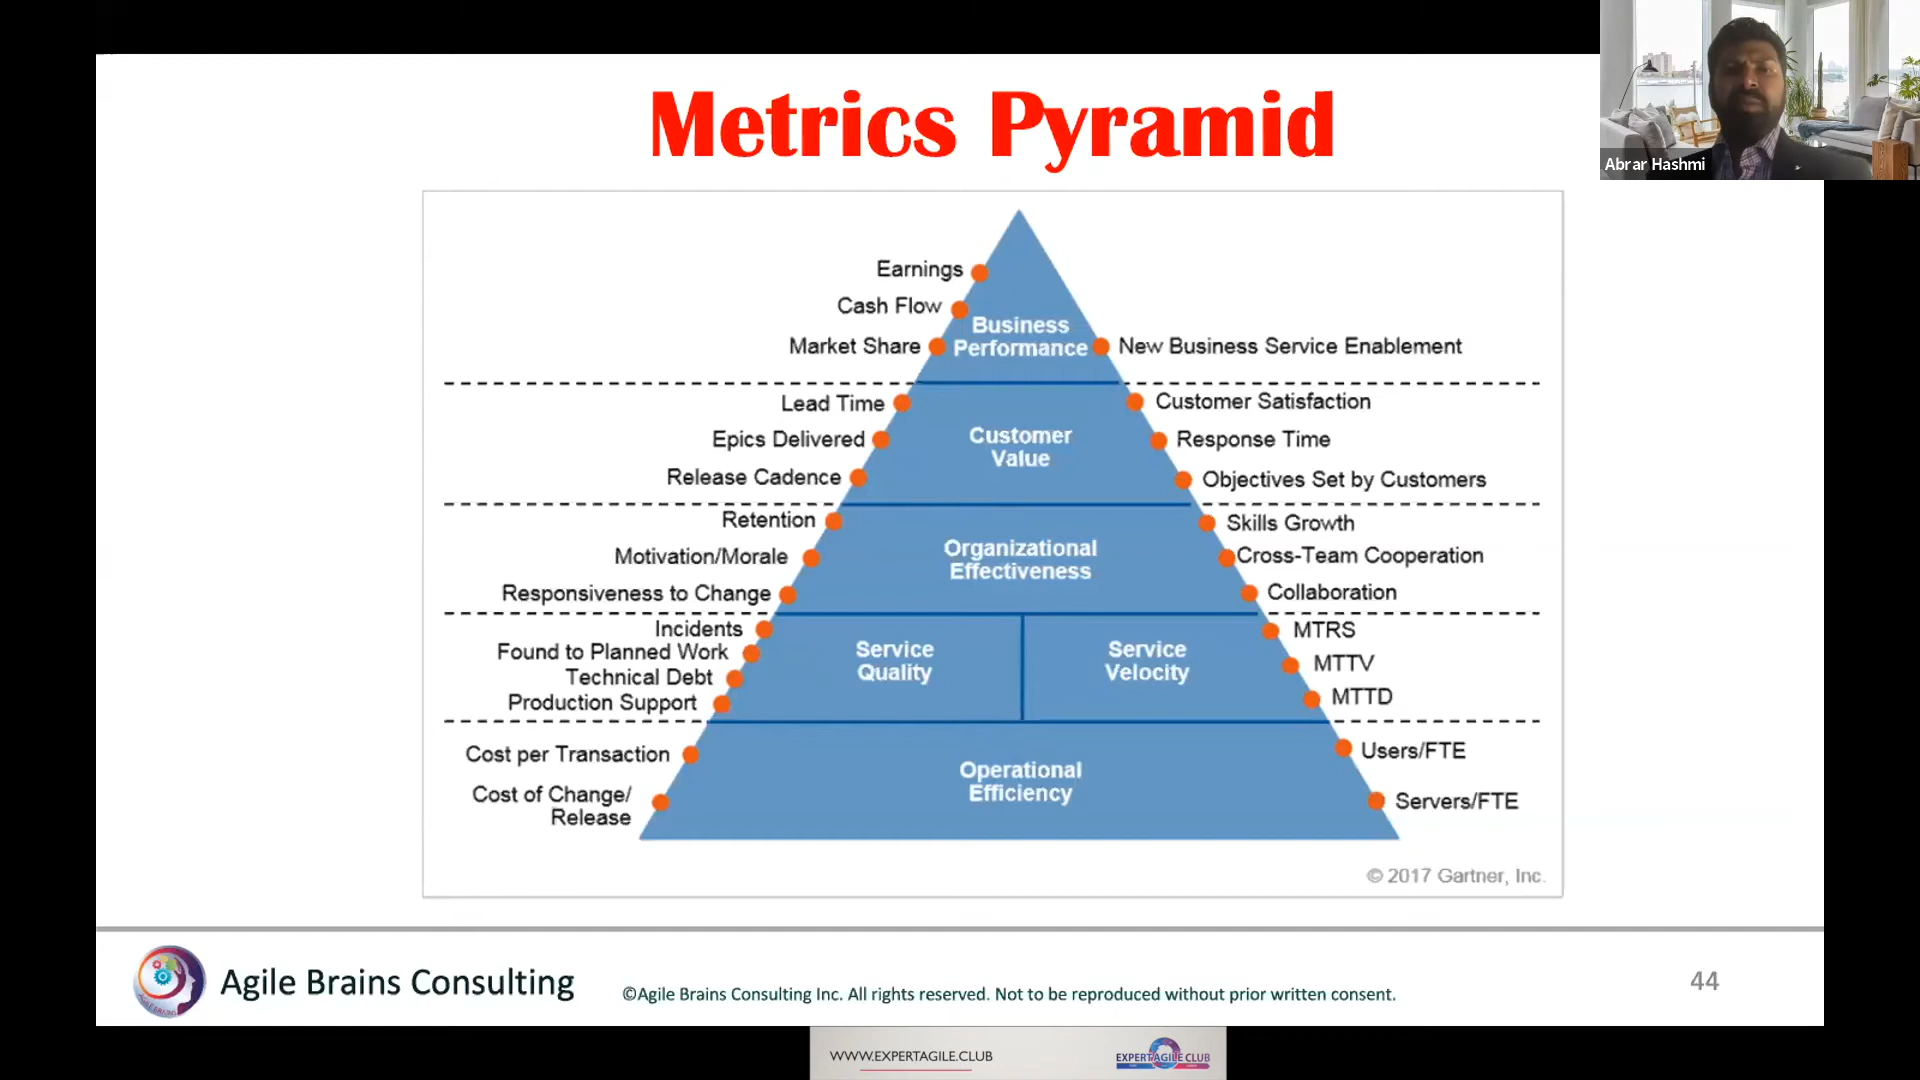 Metrics Pyramid
Abrar Hashmi
Earnings
Cash Flow
Business
Performance
Market Share
New Business Service Enablement
Lead Time
Customer Satisfaction
Epics Delivered
Customer
Value
Response Time
Release Cadence
Objectives Set by Customers
Retention
Skills Growth
Motivation/Morale
Organizational
Effectiveness
Cross-Team Cooperation
Responsiveness to Change
Collaboration
Incidents
Found to Planned Work
Technical Debt
Production Support
Service
Quality
Service
Velocity
MTRS
MTTV
MTTD
Cost per Transaction
Cost of Change/
Release
Operational
Efficiency
Users/FTE
Servers/FTE
© 2017 Gartner, Inc.
Agile Brains Consulting
©Agile Brains Consulting Inc. All rights reserved. Not to be reproduced without prior written consent.
44
WWW.EXPERTAGILE.CLUB
EXPERTAGILE CLUB